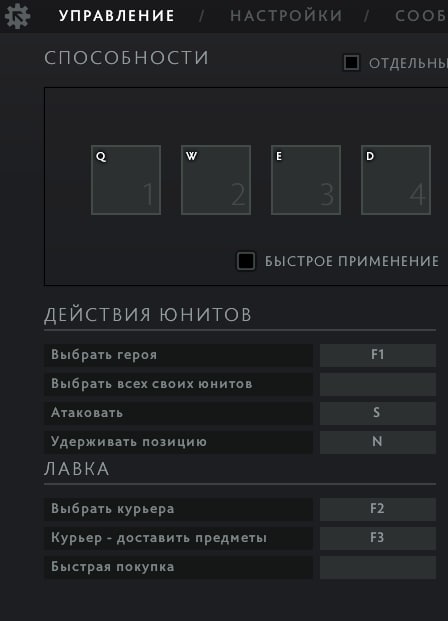 УПРАВЛЕНИЕ / НАСТРОЙКИ / СООБ
СПОСОБНОСТИ
ОТДЕЛЬНЫ
Q W E D
1 2 3 4
БЫСТРОЕ ПРИМЕНЕНИЕ
ДЕЙСТВИЯ ЮНИТОВ
Выбрать героя F1
Выбрать всех своих юнитов
Атаковать S
Удерживать позицию N
ЛАВКА
Выбрать курьера F2
Курьер - доставить предметы F3
Быстрая покупка